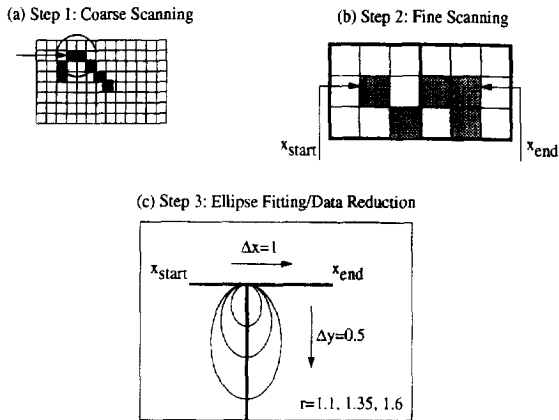 (a) Step 1: Coarse Scanning
(b) Step 2: Fine Scanning
x_start
x_end
(c) Step 3: Ellipse Fitting/Data Reduction
Δx=1
x_start
x_end
Δy=0.5
r=1.1, 1.35, 1.6